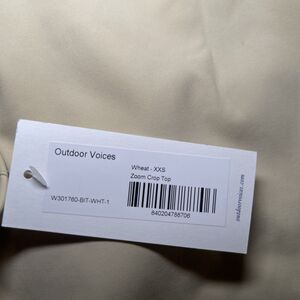 Outdoor Voices
Wheat - XXS
Zoom Crop Top
W301760-BIT-WHT-1
840204788706
outdoorvoices.com